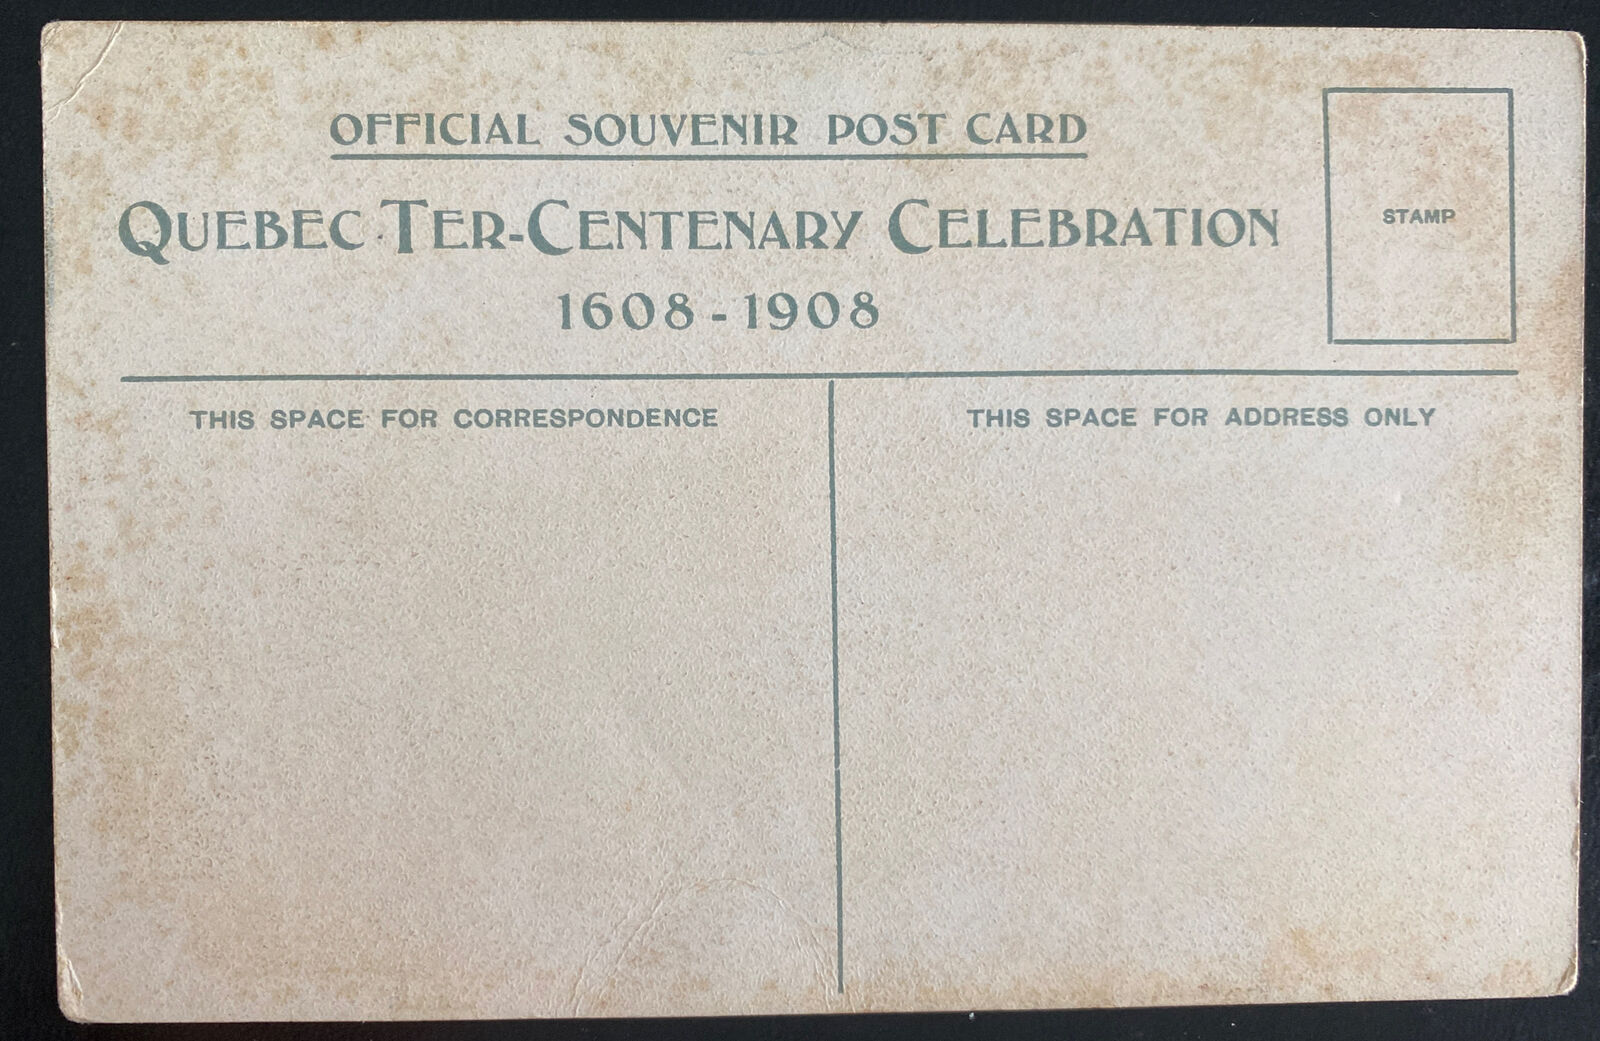 OFFICIAL SOUVENIR POST CARD
QUEBEC TER-CENTENARY CELEBRATION
1608-1908
STAMP
THIS SPACE FOR CORRESPONDENCE
THIS SPACE FOR ADDRESS ONLY